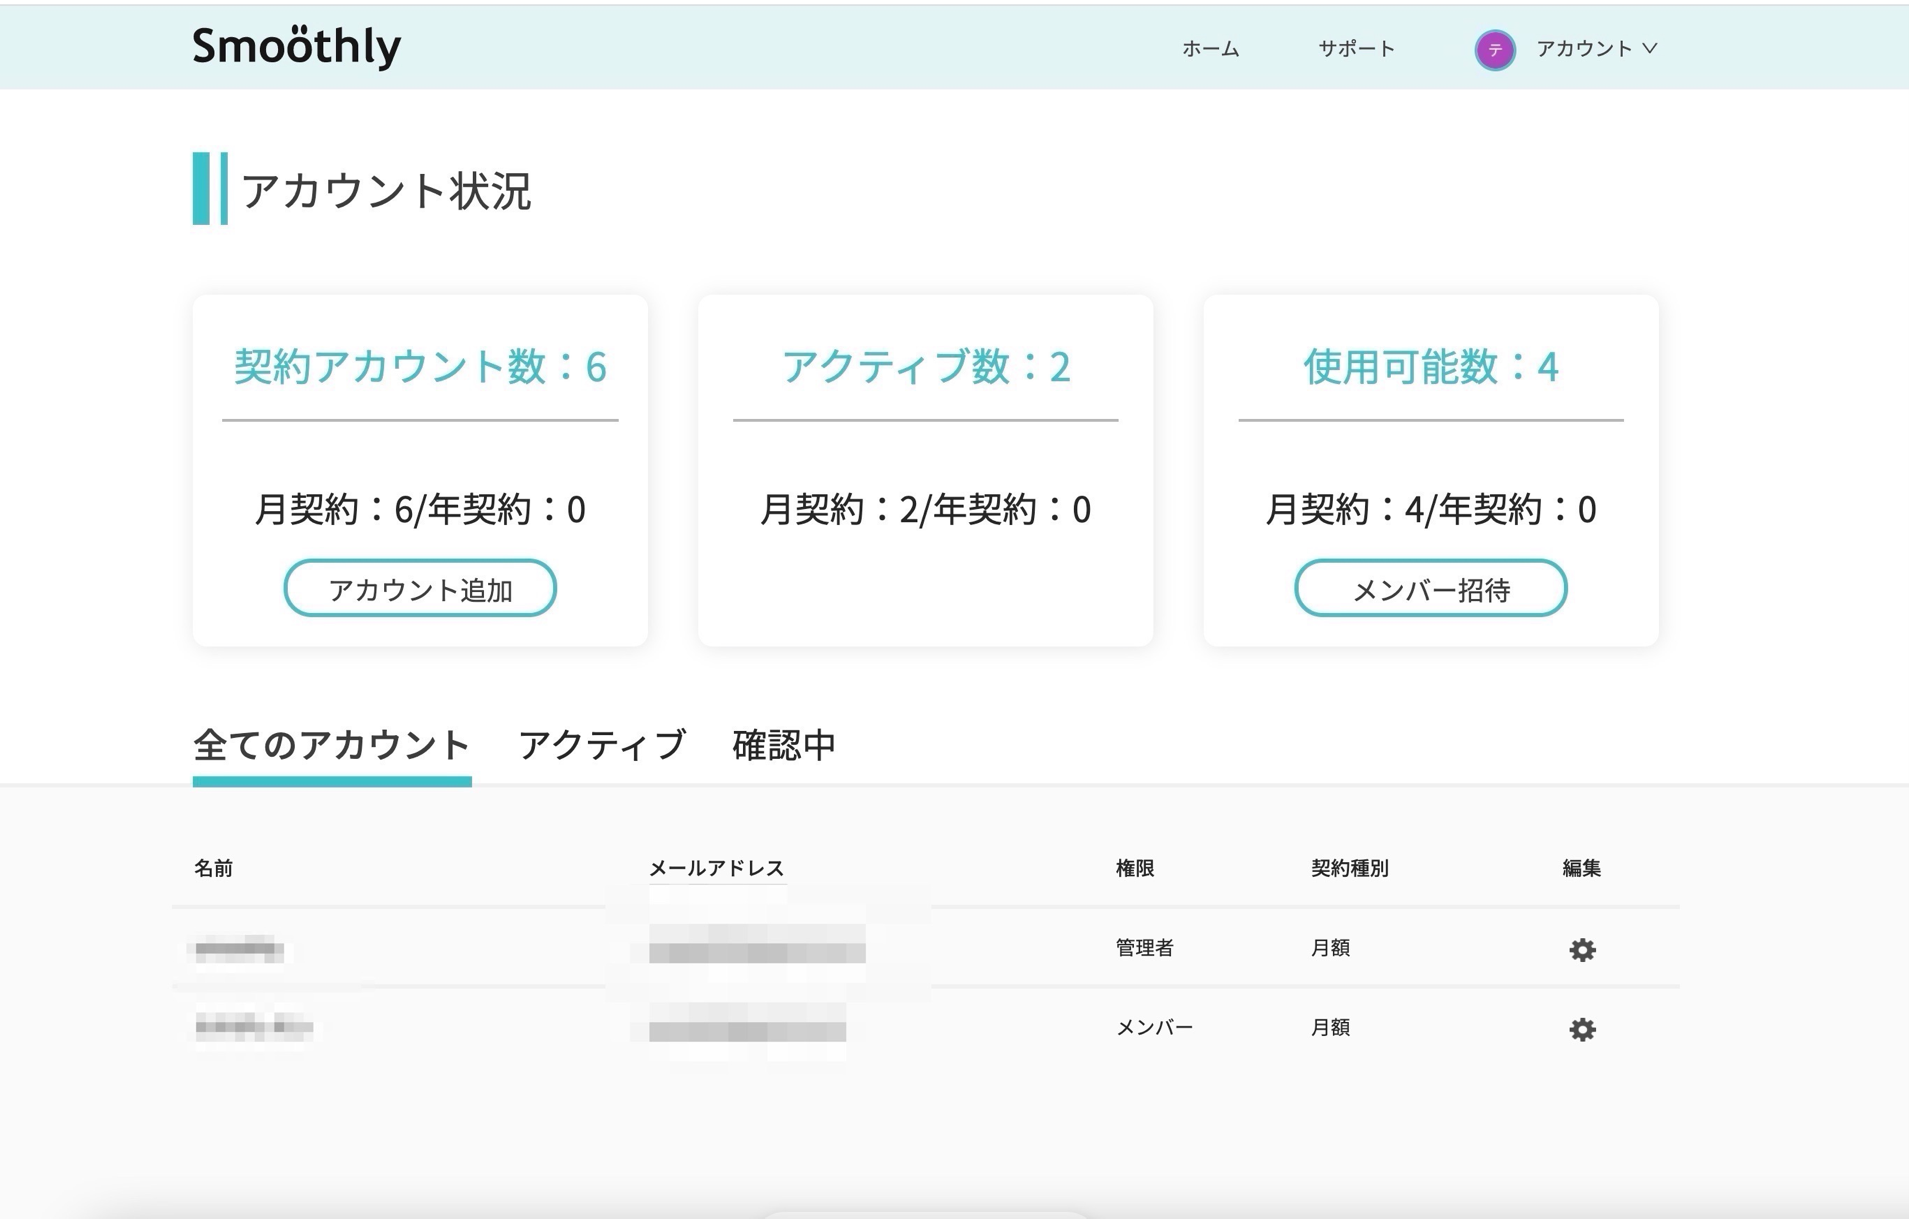 Smoothly
ホーム サポート テ アカウント
アカウント状況
契約アカウント数：6
月契約：6/年契約：0
アカウント追加
アクティブ数：2
月契約：2/年契約：0
使用可能数：4
月契約：4/年契約：0
メンバー招待
全てのアカウント アクティブ 確認中
名前 メールアドレス 権限 契約種別 編集
管理者 月額
メンバー 月額